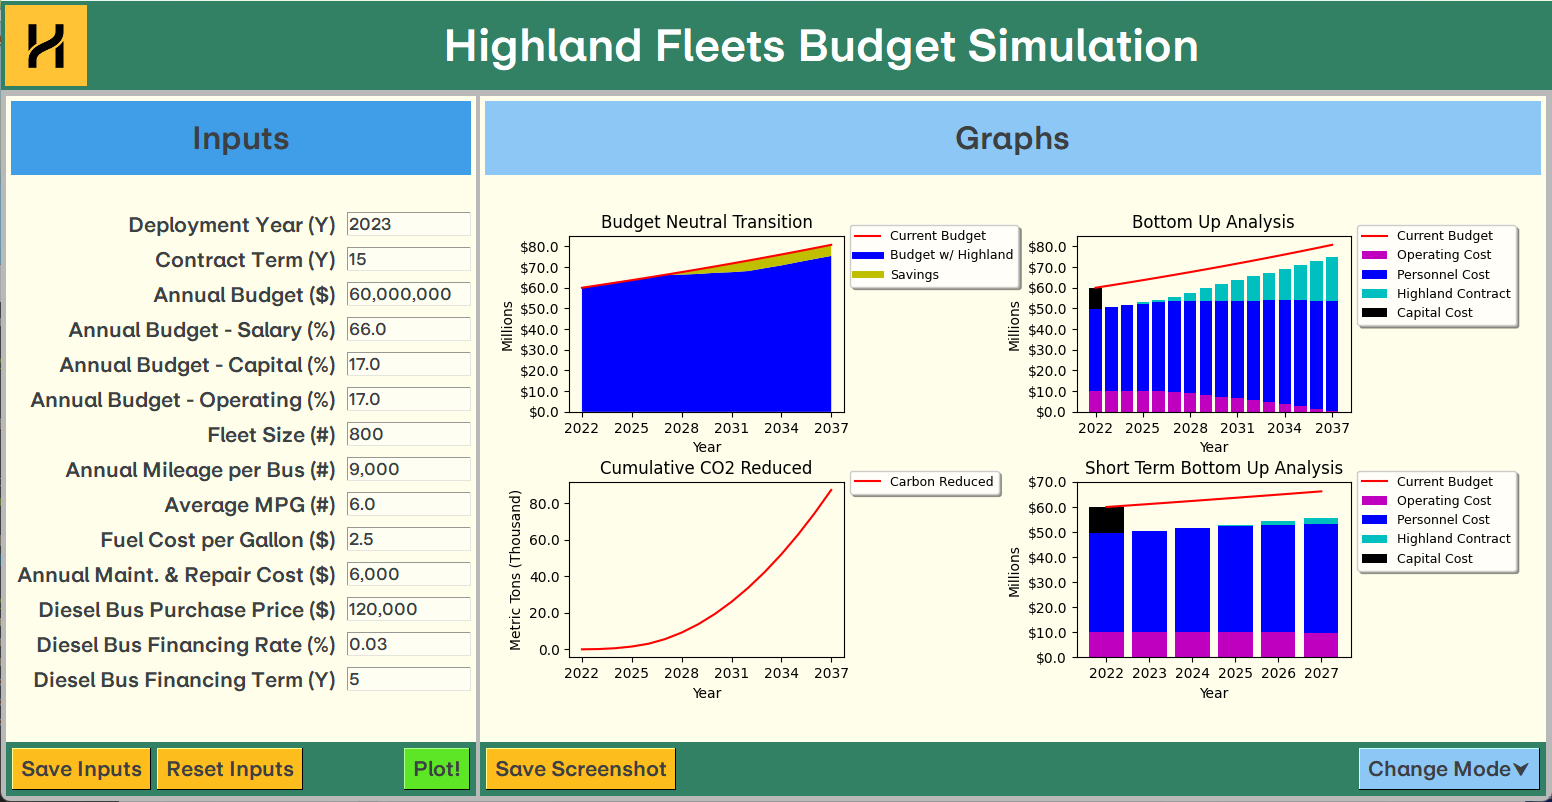 Highland Fleets Budget Simulation
Inputs
Deployment Year (Y) 2023
Contract Term (Y) 15
Annual Budget ($) 60,000,000
Annual Budget - Salary (%) 66.0
Annual Budget - Capital (%) 17.0
Annual Budget - Operating (%) 17.0
Fleet Size (#) 800
Annual Mileage per Bus (#) 9,000
Average MPG (#) 6.0
Fuel Cost per Gallon ($) 2.5
Annual Maint. & Repair Cost ($) 6,000
Diesel Bus Purchase Price ($) 120,000
Diesel Bus Financing Rate (%) 0.03
Diesel Bus Financing Term (Y) 5
Save Inputs
Reset Inputs
Plot!
Graphs
Budget Neutral Transition
Millions
$80.0
$70.0
$60.0
$50.0
$40.0
$30.0
$20.0
$10.0
$0.0
2022 2025 2028 2031 2034 2037
Year
Current Budget
Budget w/ Highland
Savings
Bottom Up Analysis
Millions
$80.0
$70.0
$60.0
$50.0
$40.0
$30.0
$20.0
$10.0
$0.0
2022 2025 2028 2031 2034 2037
Year
Current Budget
Operating Cost
Personnel Cost
Highland Contract
Capital Cost
Cumulative CO2 Reduced
Metric Tons (Thousand)
80.0
60.0
40.0
20.0
0.0
2022 2025 2028 2031 2034 2037
Year
Carbon Reduced
Short Term Bottom Up Analysis
Millions
$70.0
$60.0
$50.0
$40.0
$30.0
$20.0
$10.0
$0.0
2022 2023 2024 2025 2026 2027
Year
Current Budget
Operating Cost
Personnel Cost
Highland Contract
Capital Cost
Save Screenshot
Change Mode